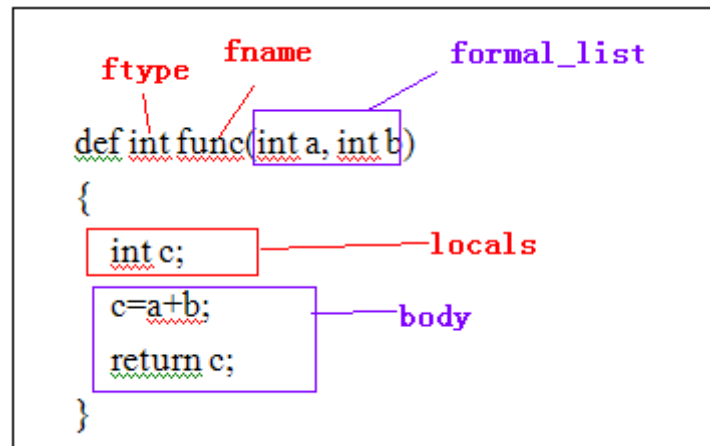 ftype fname formal_list
def int func(int a, int b)
{
int c; locals
c=a+b;
body
return c;
}